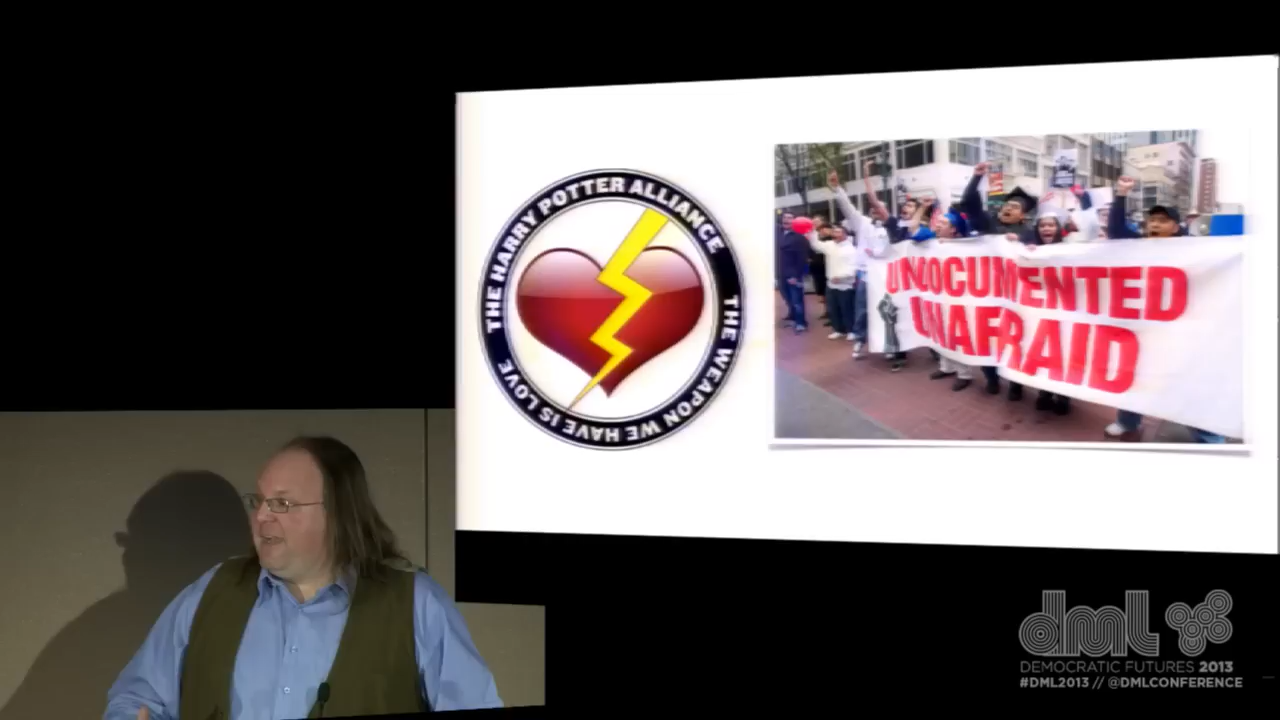 THE HARRY POTTER ALLIANCE
THE WEAPON WE HAVE IS LOVE
UNDOCUMENTED
UNAFRAID
dml
DEMOCRATIC FUTURES 2013
#DML2013 // @DMLCONFERENCE